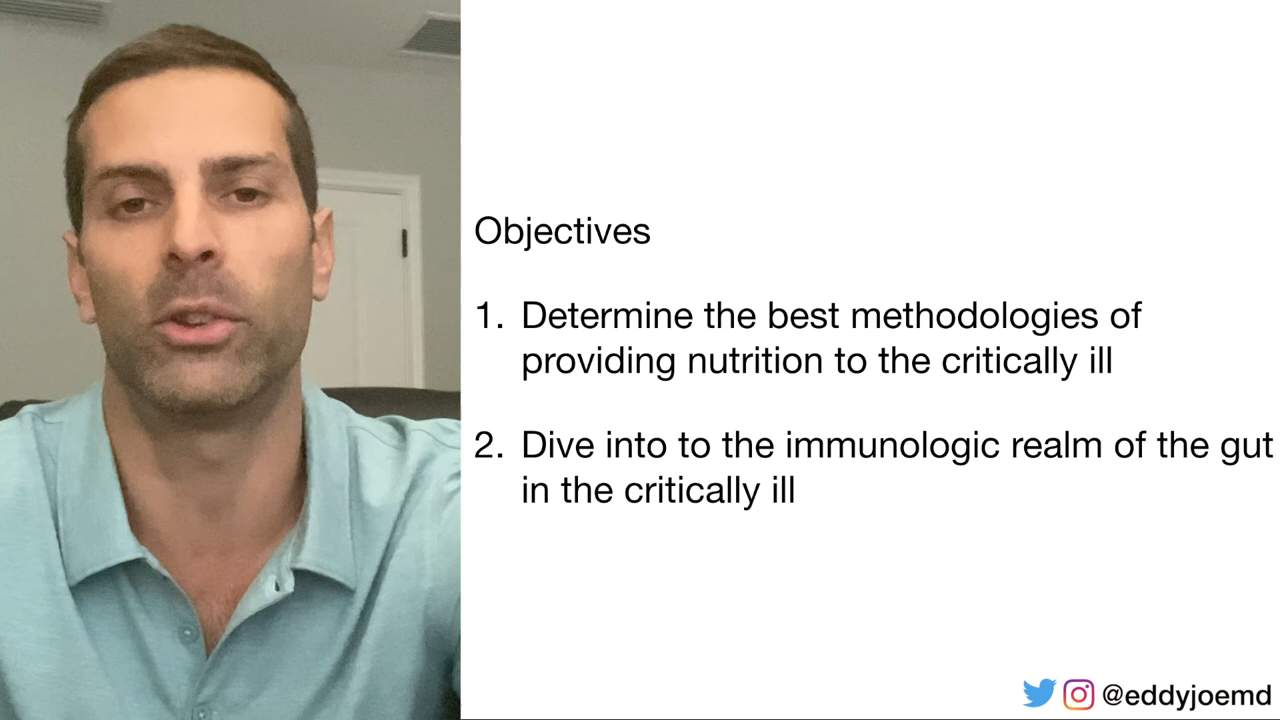 Objectives
1. Determine the best methodologies of
providing nutrition to the critically ill
2. Dive into to the immunologic realm of the gut
in the critically ill
@eddyjoemd